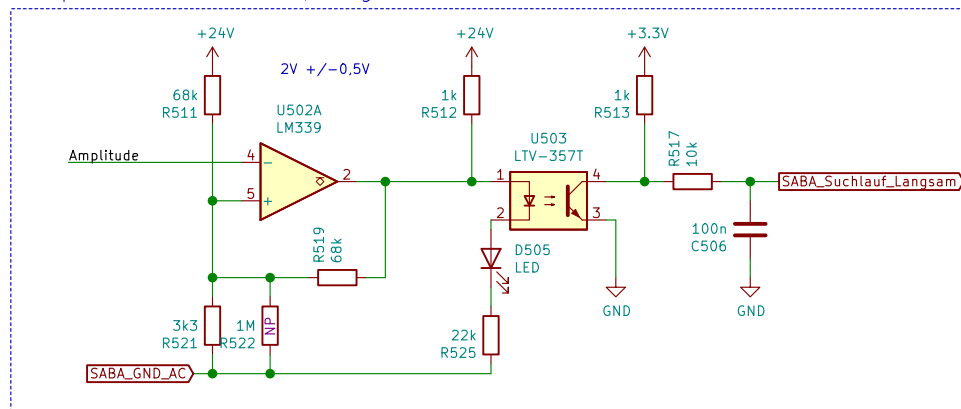 +24V
+24V
+3.3V
2V +/-0,5V
68k
R511
U502A
LM339
1k
R512
1k
R513
U503
LTV-357T
R517
10k
Amplitude
4
-
5
+
2
1
2
4
3
SABA_Suchlauf_Langsam
R519
68k
D505
LED
100n
C506
GND
GND
3k3
R521
1M
R522
NP
22k
R525
SABA_GND_AC